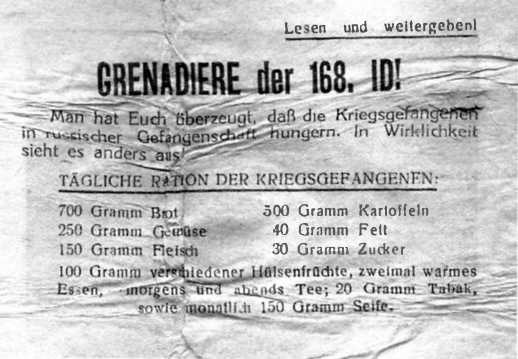 Lesen und weitergeben!
GRENADIERE der 168. ID!
Man hat Euch überzeugt, daß die Kriegsgefangenen
in russischer Gefangenschaft hungern. In Wirklichkeit
sieht es anders aus
TÄGLICHE RATION DER KRIEGSGEFANGENEN:
700 Gramm Brot 500 Gramm Kartoffeln
250 Gramm Gemüse 40 Gramm Fett
150 Gramm Fleisch 30 Gramm Zucker
100 Gramm verschiedener Hülsenfrüchte, zweimal warmes
Essen, morgens und abends Tee; 20 Gramm Tabak,
sowie monatlich 150 Gramm Seife.